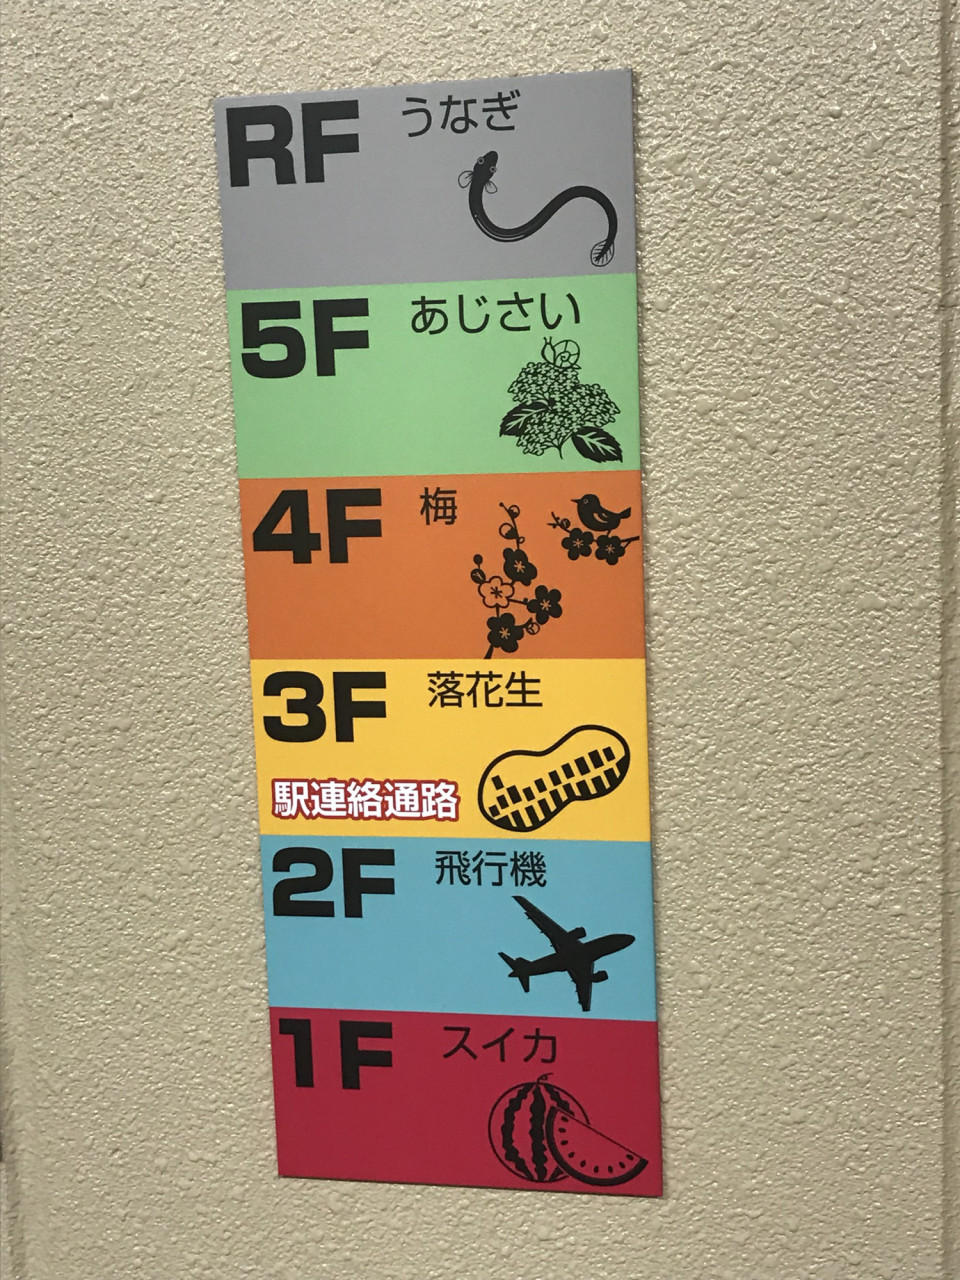 RF うなぎ
5F あじさい
4F 梅
3F 落花生
駅連絡通路
2F 飛行機
1F スイカ